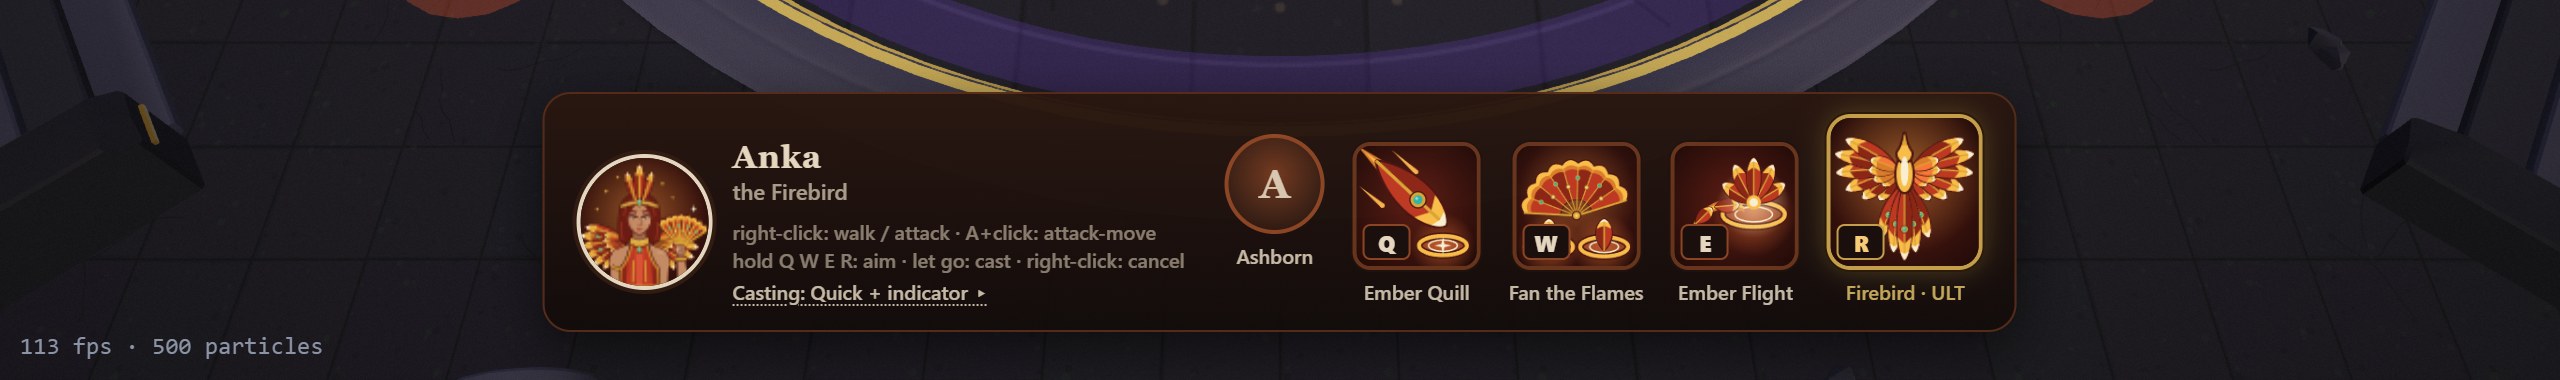 Anka
the Firebird
right-click: walk / attack · A+click: attack-move
hold Q W E R: aim · let go: cast · right-click: cancel
Casting: Quick + indicator ▸
A
Ashborn
Q
Ember Quill
W
Fan the Flames
E
Ember Flight
R
Firebird · ULT
113 fps · 500 particles